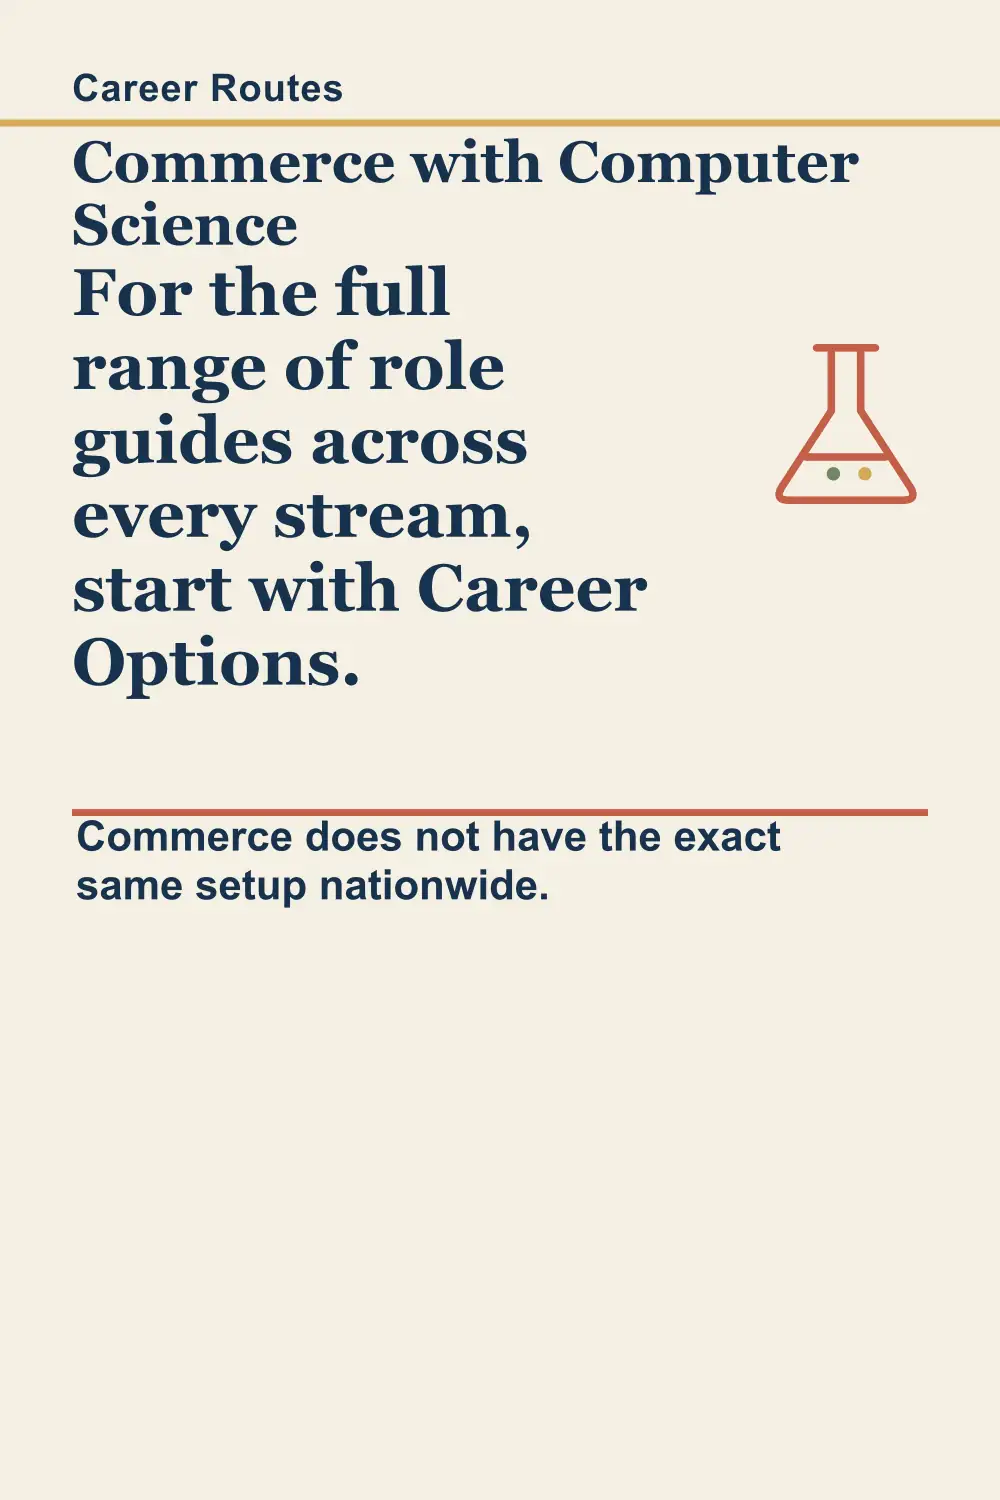 Career Routes
Commerce with Computer
Science
For the full
range of role
guides across
every stream,
start with Career
Options.
Commerce does not have the exact
same setup nationwide.